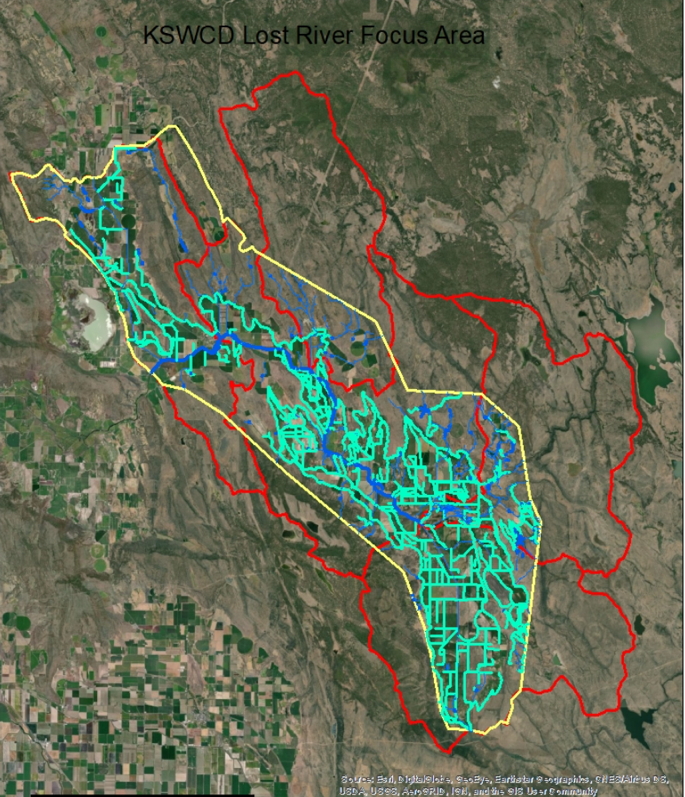 KSWCD Lost River Focus Area
Source: Esri, DigitalGlobe, GeoEye, Earthstar Geographics, CNES/Airbus DS,
USDA, USGS, AeroGRID, IGN, and the GIS User Community